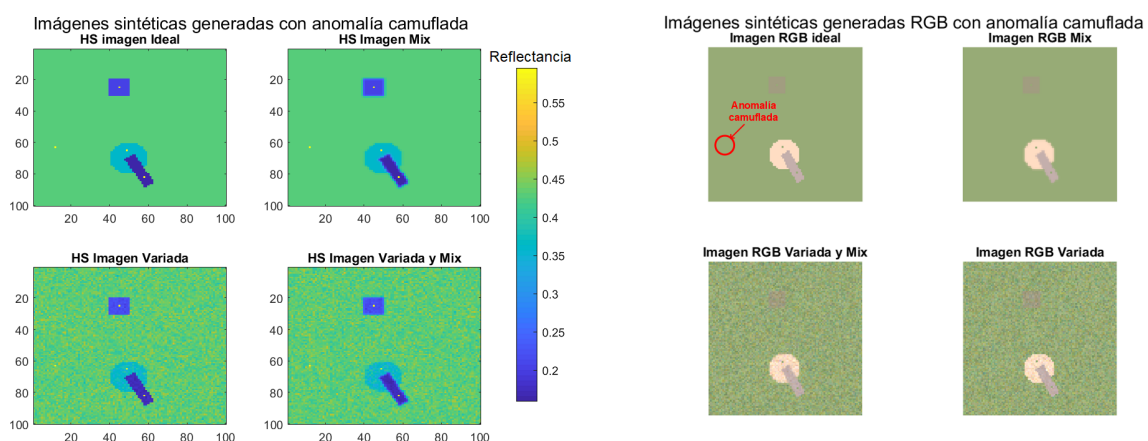 Imágenes sintéticas generadas con anomalía camuflada
HS imagen Ideal
HS Imagen Mix
20
40
60
80
100
20
40
60
80
100
20
40
60
80
100
HS Imagen Variada
HS Imagen Variada y Mix
20
40
60
80
100
20
40
60
80
100
20
40
60
80
100
Reflectancia
0.55
0.5
0.45
0.4
0.35
0.3
0.25
0.2
Imágenes sintéticas generadas RGB con anomalía camuflada
Imagen RGB ideal
Imagen RGB Mix
Anomalía
camuflada
Imagen RGB Variada y Mix
Imagen RGB Variada